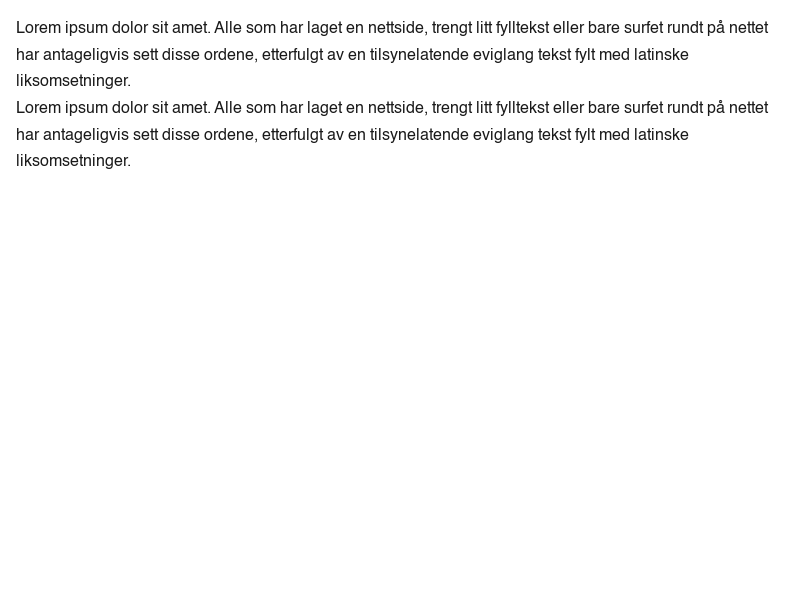 Lorem ipsum dolor sit amet. Alle som har laget en nettside, trengt litt fylltekst eller bare surfet rundt på nettet
har antageligvis sett disse ordene, etterfulgt av en tilsynelatende eviglang tekst fylt med latinske
liksomsetninger.
Lorem ipsum dolor sit amet. Alle som har laget en nettside, trengt litt fylltekst eller bare surfet rundt på nettet
har antageligvis sett disse ordene, etterfulgt av en tilsynelatende eviglang tekst fylt med latinske
liksomsetninger.